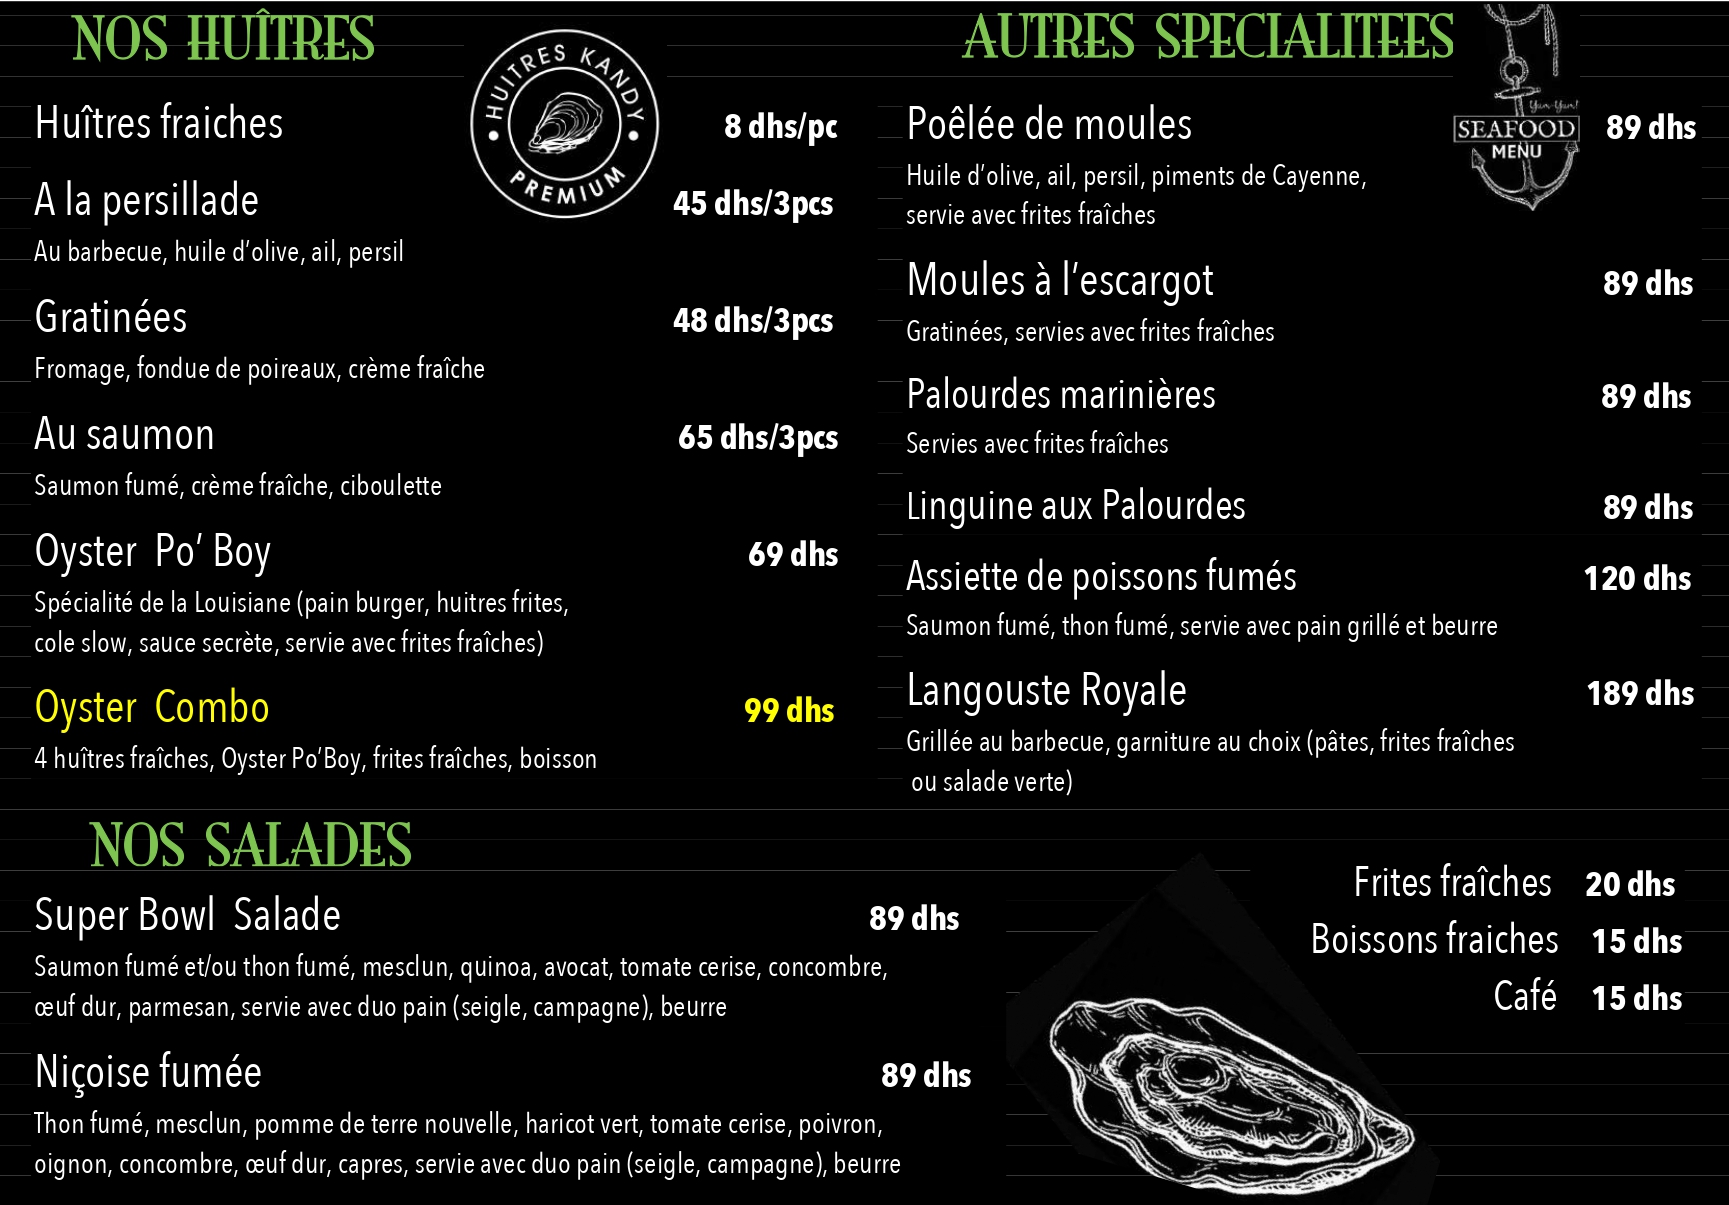 NOS HUÎTRES
HUITRES KANDY
PREMIUM
Huîtres fraiches 8 dhs/pc
A la persillade 45 dhs/3pcs
Au barbecue, huile d’olive, ail, persil
Gratinées 48 dhs/3pcs
Fromage, fondue de poireaux, crème fraîche
Au saumon 65 dhs/3pcs
Saumon fumé, crème fraîche, ciboulette
Oyster Po’ Boy 69 dhs
Spécialité de la Louisiane (pain burger, huitres frites,
cole slow, sauce secrète, servie avec frites fraîches)
Oyster Combo 99 dhs
4 huîtres fraîches, Oyster Po’Boy, frites fraîches, boisson
AUTRES SPECIALITEES
Yum-Yum!
SEAFOOD
MENU
Poêlée de moules 89 dhs
Huile d’olive, ail, persil, piments de Cayenne,
servie avec frites fraîches
Moules à l’escargot 89 dhs
Gratinées, servies avec frites fraîches
Palourdes marinières 89 dhs
Servies avec frites fraîches
Linguine aux Palourdes 89 dhs
Assiette de poissons fumés 120 dhs
Saumon fumé, thon fumé, servie avec pain grillé et beurre
Langouste Royale 189 dhs
Grillée au barbecue, garniture au choix (pâtes, frites fraîches
ou salade verte)
NOS SALADES
Super Bowl Salade 89 dhs
Saumon fumé et/ou thon fumé, mesclun, quinoa, avocat, tomate cerise, concombre,
œuf dur, parmesan, servie avec duo pain (seigle, campagne), beurre
Niçoise fumée 89 dhs
Thon fumé, mesclun, pomme de terre nouvelle, haricot vert, tomate cerise, poivron,
oignon, concombre, œuf dur, capres, servie avec duo pain (seigle, campagne), beurre
Frites fraîches 20 dhs
Boissons fraiches 15 dhs
Café 15 dhs